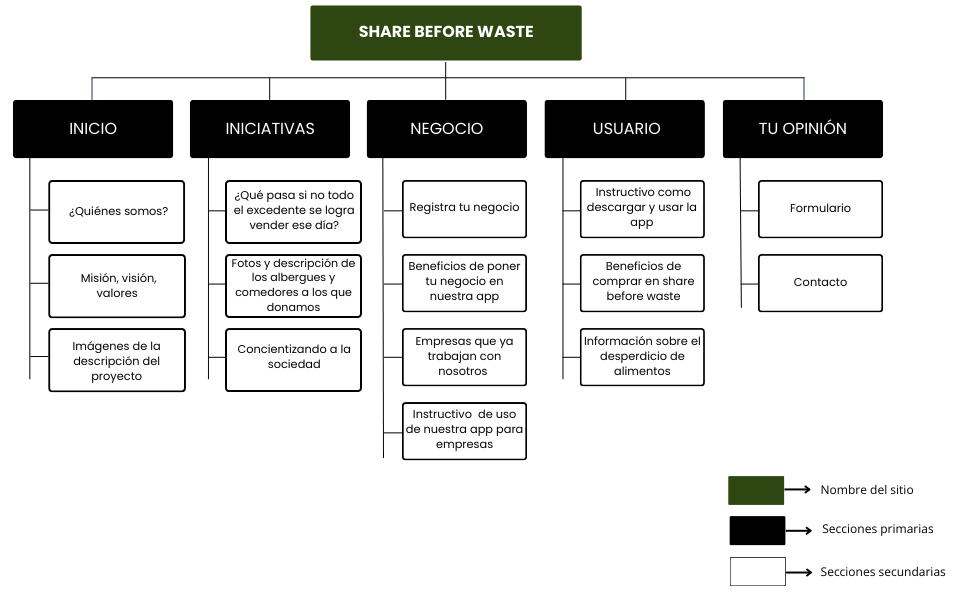 SHARE BEFORE WASTE
INICIO
¿Quiénes somos?
Misión, visión,
valores
Imágenes de la
descripción del
proyecto
INICIATIVAS
¿Qué pasa si no todo
el excedente se logra
vender ese día?
Fotos y descripción de
los albergues y
comedores a los que
donamos
Concientizando a la
sociedad
NEGOCIO
Registra tu negocio
Beneficios de poner
tu negocio en
nuestra app
Empresas que ya
trabajan con
nosotros
Instructivo de uso
de nuestra app para
empresas
USUARIO
Instructivo como
descargar y usar la
app
Beneficios de
comprar en share
before waste
Información sobre el
desperdicio de
alimentos
TU OPINIÓN
Formulario
Contacto
Nombre del sitio
Secciones primarias
Secciones secundarias